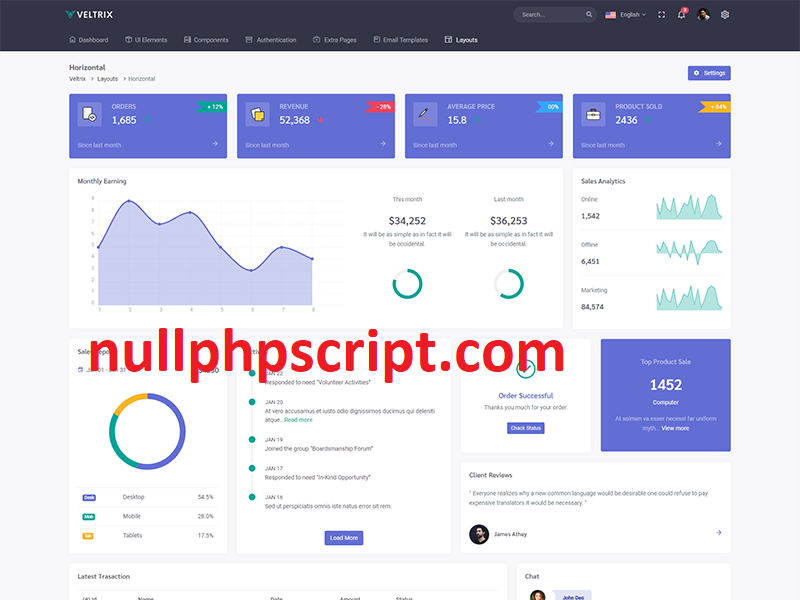 VELTRIX
Search...
English
3
Dashboard
UI Elements
Components
Authentication
Extra Pages
Email Templates
Layouts
Horizontal
Veltrix > Layouts > Horizontal
Settings
ORDERS
1,685
+ 12%
Since last month
REVENUE
52,368
- 28%
Since last month
AVERAGE PRICE
15.8
00%
Since last month
PRODUCT SOLD
2436
+ 84%
Since last month
Monthly Earning
9
8
7
6
5
4
3
2
1
0
1 2 3 4 5 6 7 8
This month
$34,252
It will be as simple as in fact it will
be occidental.
Last month
$36,253
It will be as simple as in fact it will
be occidental.
Sales Analytics
Online
1,542
Offline
6,451
Marketing
84,574
nullphpscript.com
Desk Desktop 54.5%
Mob Mobile 28.0%
Tab Tablets 17.5%
JAN 22
Responded to need "Volunteer Activities"
JAN 20
At vero accusamus et iusto odio dignissimos ducimus qui deleniti
atque.. Read more
JAN 19
Joined the group "Boardsmanship Forum"
JAN 17
Responded to need "In-Kind Opportunity"
JAN 16
Sed ut perspiciatis omnis iste natus error sit rem.
Load More
Order Successful
Thanks you much for your order.
Chack Status
Top Product Sale
1452
Computer
At solmen va esser necessi far uniform
myth... View more
Client Reviews
" Everyone realizes why a new common language would be desirable one could refuse to pay
expensive translators it would be necessary. "
James Athey
Latest Trasaction
Name Date Amount Status
Chat
John Deo